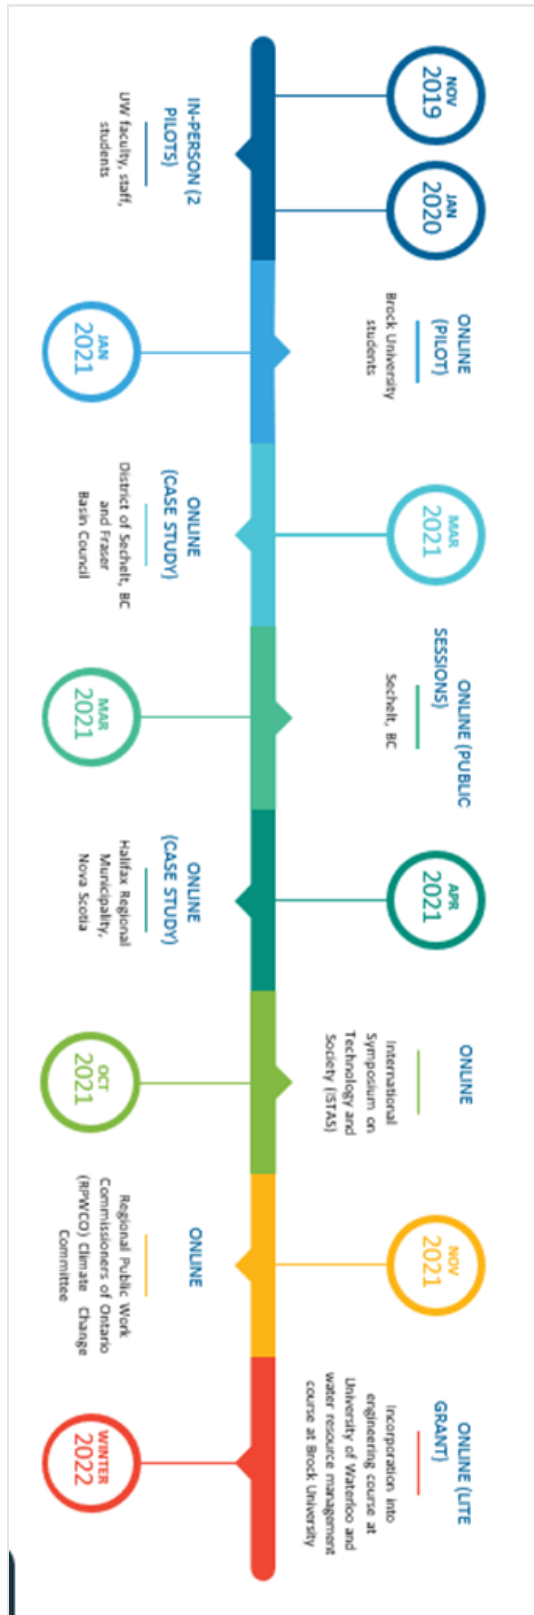 NOV
2019
JAN
2020
IN-PERSON (2
PILOTS)
UW faculty, staff,
students
JAN
2021
ONLINE
(PILOT)
Brock University
students
MAR
2021
ONLINE
(CASE STUDY)
District of Sechelt, BC
and Fraser
Basin Council
MAR
2021
ONLINE (PUBLIC
SESSIONS)
Sechelt, BC
APR
2021
ONLINE
(CASE STUDY)
Halifax Regional
Municipality,
Nova Scotia
OCT
2021
ONLINE
International
Symposium on
Technology and
Society (ISTAS)
NOV
2021
ONLINE
Regional Public Work
Commissioners of Ontario
(RPWCO) Climate Change
Committee
WINTER
2022
ONLINE (LITE
GRANT)
Incorporation into
engineering course at
University of Waterloo and
water resource management
course at Brock University